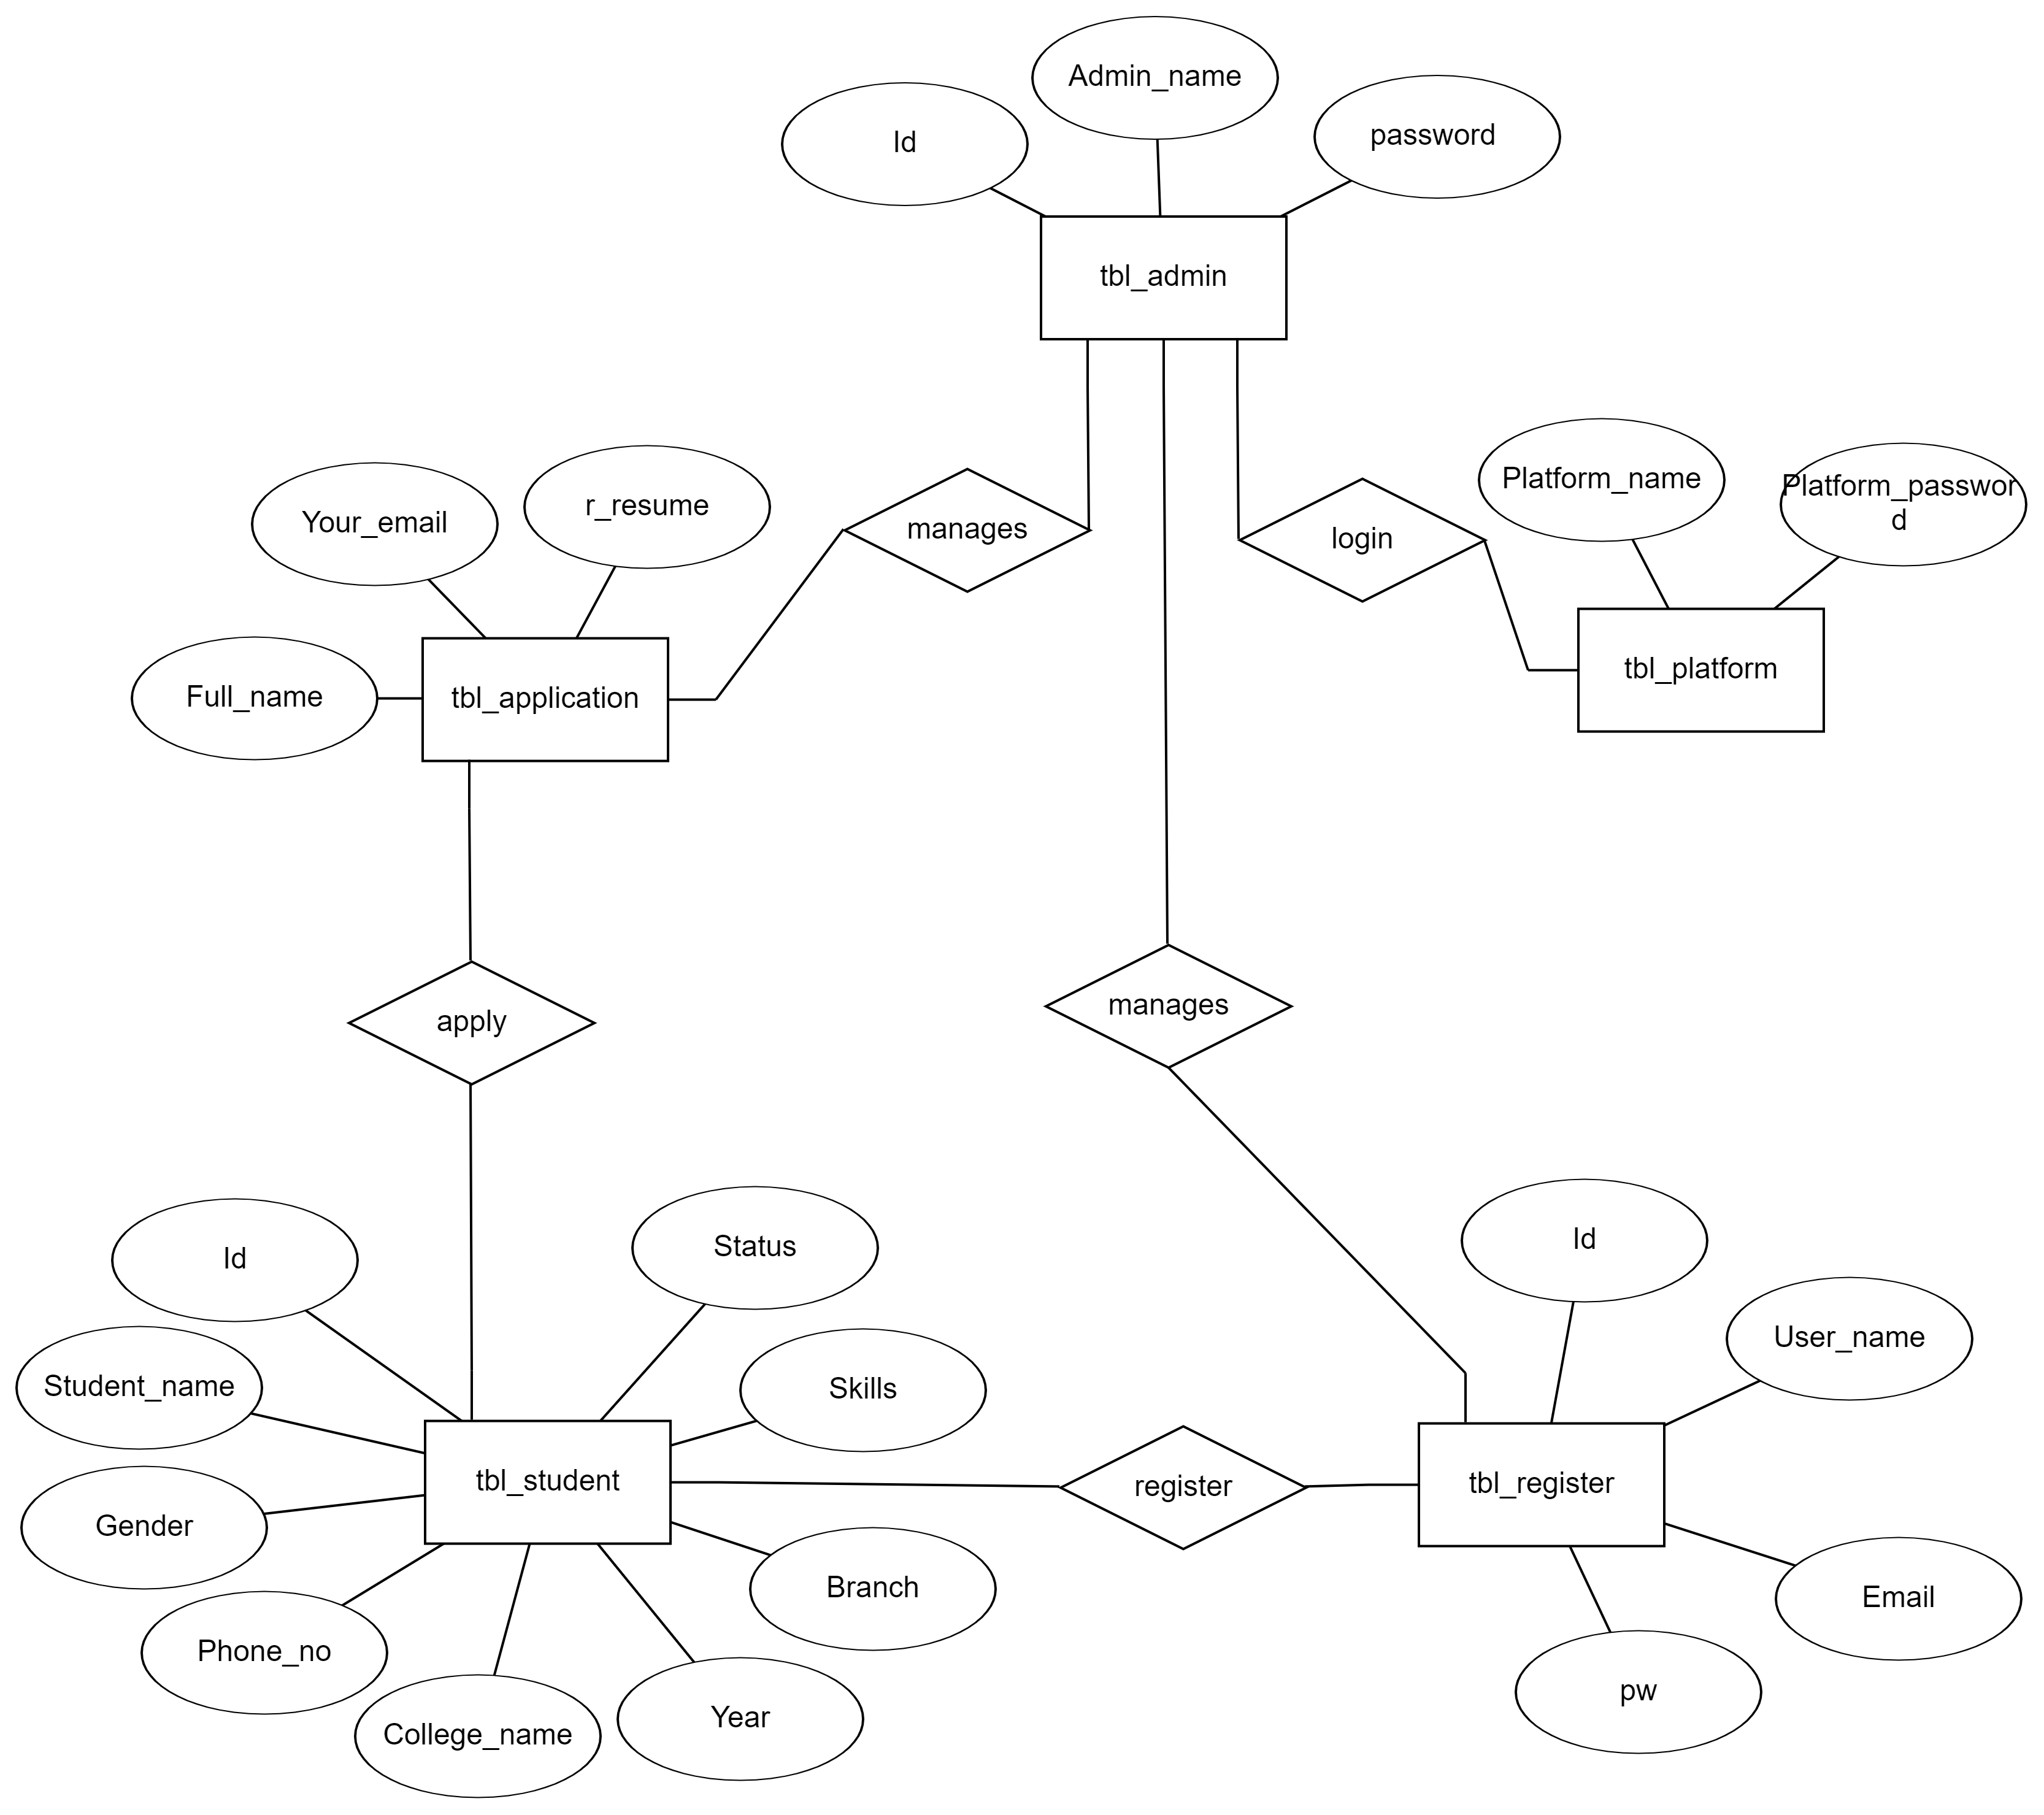 Admin_name
password
Id
tbl_admin
Platform_name
Platform_passwor
d
r_resume
Your_email
manages
login
tbl_platform
Full_name
tbl_application
manages
apply
Id
Status
Id
User_name
Student_name
Skills
tbl_student
register
tbl_register
Gender
Branch
Email
Phone_no
pw
College_name
Year